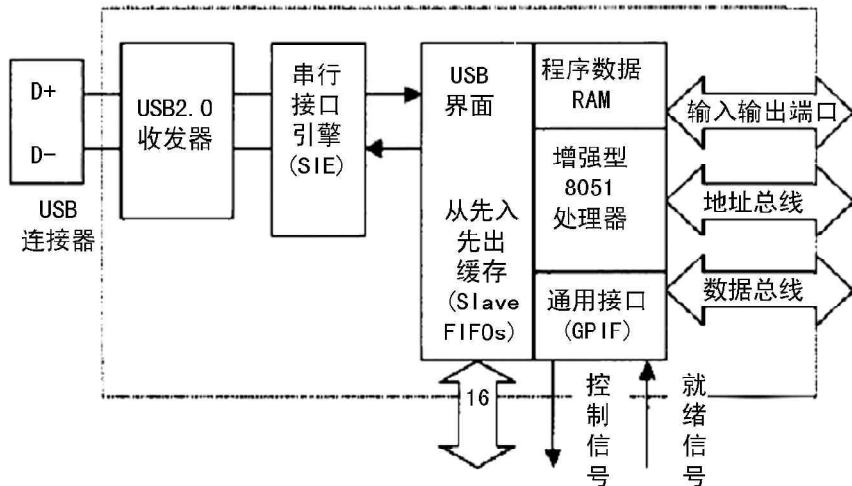 D+
D-
USB
连接器
USB2.0
收发器
串行
接口
引擎
(SIE)
USB
界面
从先入
先出
缓存
(Slave
FIFOs)
程序数据
RAM
增强型
8051
处理器
通用接口
(GPIF)
输入输出端口
地址总线
数据总线
16
控制信号
就绪信号